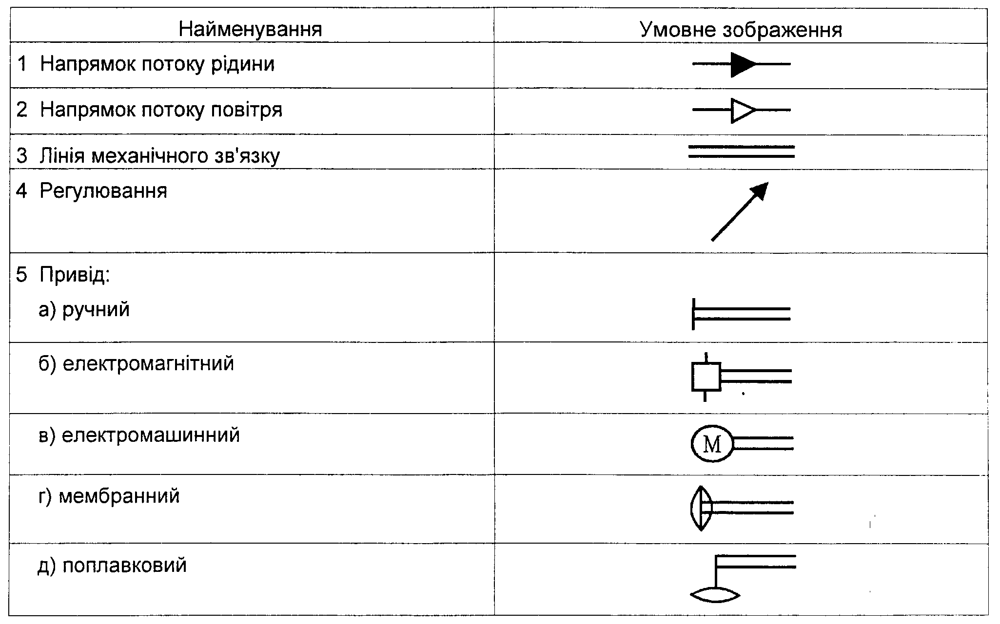 Найменування
Умовне зображення
1 Напрямок потоку рідини
2 Напрямок потоку повітря
3 Лінія механічного зв'язку
4 Регулювання
5 Привід:
а) ручний
б) електромагнітний
в) електромашинний
М
г) мембранний
д) поплавковий